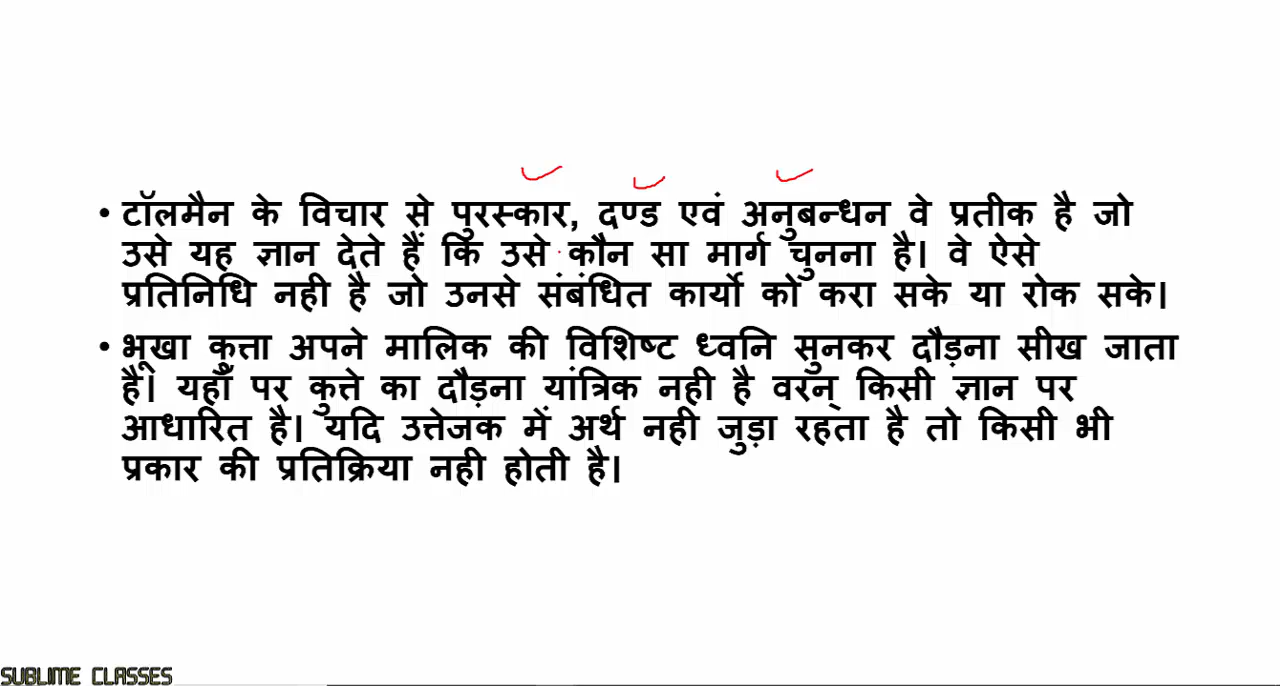 • टॉलमैन के विचार से पुरस्कार, दण्ड एवं अनुबन्धन वे प्रतीक है जो
उसे यह ज्ञान देते हैं कि उसे कौन सा मार्ग चुनना है। वे ऐसे
प्रतिनिधि नही है जो उनसे संबंधित कार्यो को करा सके या रोक सके।
• भूखा कुत्ता अपने मालिक की विशिष्ट ध्वनि सुनकर दौड़ना सीख जाता
है। यहाँ पर कुत्ते का दौड़ना यांत्रिक नही है वरन् किसी ज्ञान पर
आधारित है। यदि उत्तेजक में अर्थ नही जुड़ा रहता है तो किसी भी
प्रकार की प्रतिक्रिया नही होती है।
SUBLIME CLASSES